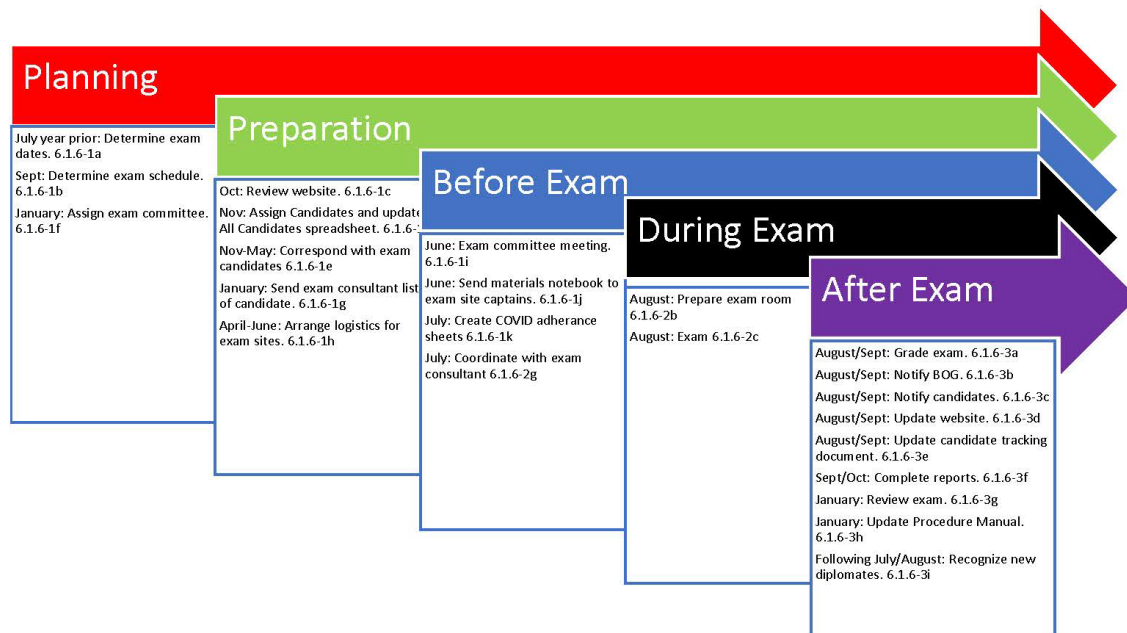 Planning
July year prior: Determine exam
dates. 6.1.6-1a
Sept: Determine exam schedule.
6.1.6-1b
January: Assign exam committee.
6.1.6-1f
Preparation
Oct: Review website. 6.1.6-1c
Nov: Assign Candidates and update
All Candidates spreadsheet. 6.1.6-
Nov-May: Correspond with exam
candidates 6.1.6-1e
January: Send exam consultant list
of candidate. 6.1.6-1g
April-June: Arrange logistics for
exam sites. 6.1.6-1h
Before Exam
June: Exam committee meeting.
6.1.6-1i
June: Send materials notebook to
exam site captains. 6.1.6-1j
July: Create COVID adherance
sheets 6.1.6-1k
July: Coordinate with exam
consultant 6.1.6-2g
During Exam
August: Prepare exam room
6.1.6-2b
August: Exam 6.1.6-2c
After Exam
August/Sept: Grade exam. 6.1.6-3a
August/Sept: Notify BOG. 6.1.6-3b
August/Sept: Notify candidates. 6.1.6-3c
August/Sept: Update website. 6.1.6-3d
August/Sept: Update candidate tracking
document. 6.1.6-3e
Sept/Oct: Complete reports. 6.1.6-3f
January: Review exam. 6.1.6-3g
January: Update Procedure Manual.
6.1.6-3h
Following July/August: Recognize new
diplomates. 6.1.6-3i